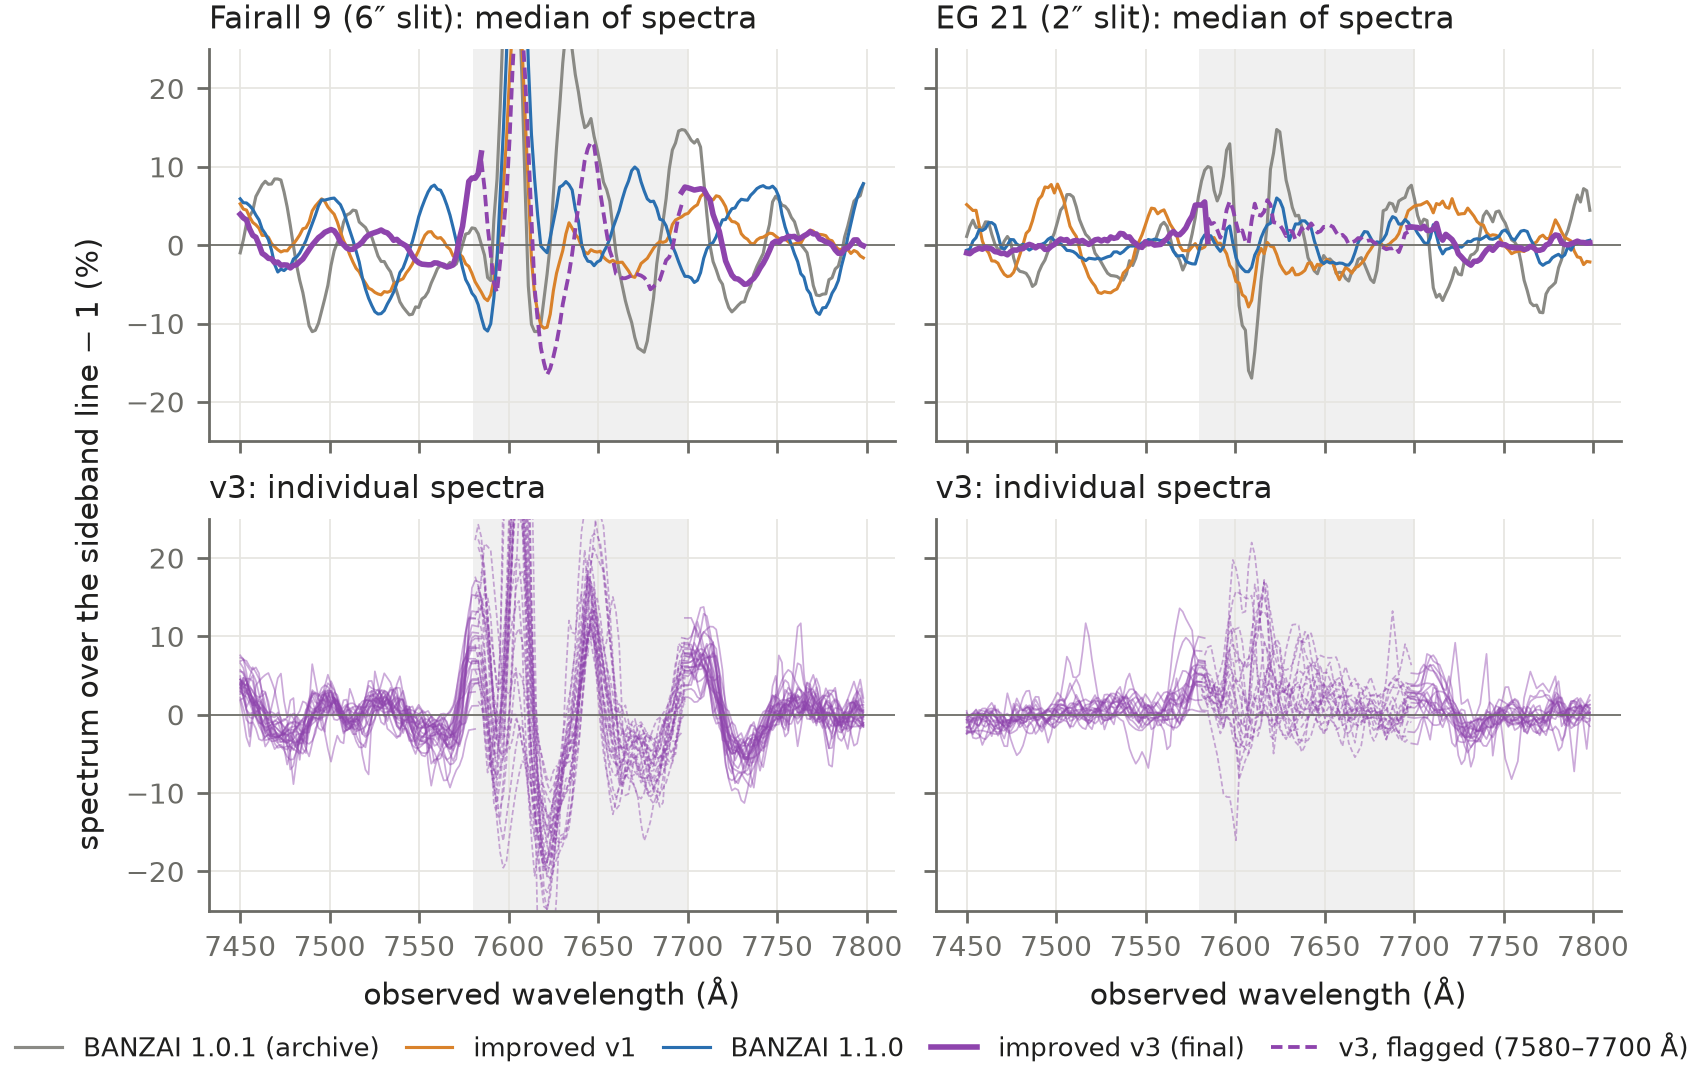 Fairall 9 (6″ slit): median of spectra
EG 21 (2″ slit): median of spectra
spectrum over the sideband line − 1 (%)
20
10
0
−10
−20
v3: individual spectra
v3: individual spectra
20
10
0
−10
−20
7450 7500 7550 7600 7650 7700 7750 7800
7450 7500 7550 7600 7650 7700 7750 7800
observed wavelength (Å)
observed wavelength (Å)
BANZAI 1.0.1 (archive) improved v1 BANZAI 1.1.0 improved v3 (final) v3, flagged (7580–7700 Å)